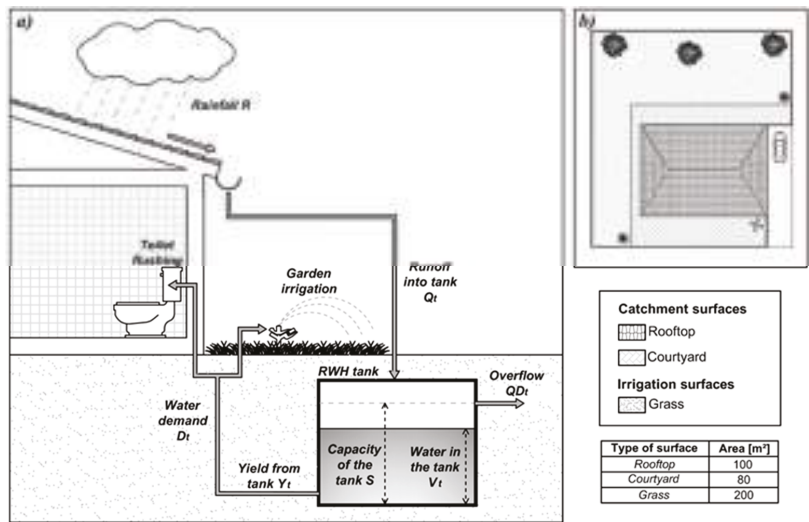 a)
Rainfall R
Toilet
flushing
Garden
irrigation
Runoff
into tank
Qt
RWH tank
Overflow
QDt
Water
demand
Dt
Capacity
of the
tank S
Water in
the tank
Vt
Yield from
tank Yt
b)
Catchment surfaces
Rooftop
Courtyard
Irrigation surfaces
Grass
Type of surface Area [m²]
Rooftop 100
Courtyard 80
Grass 200